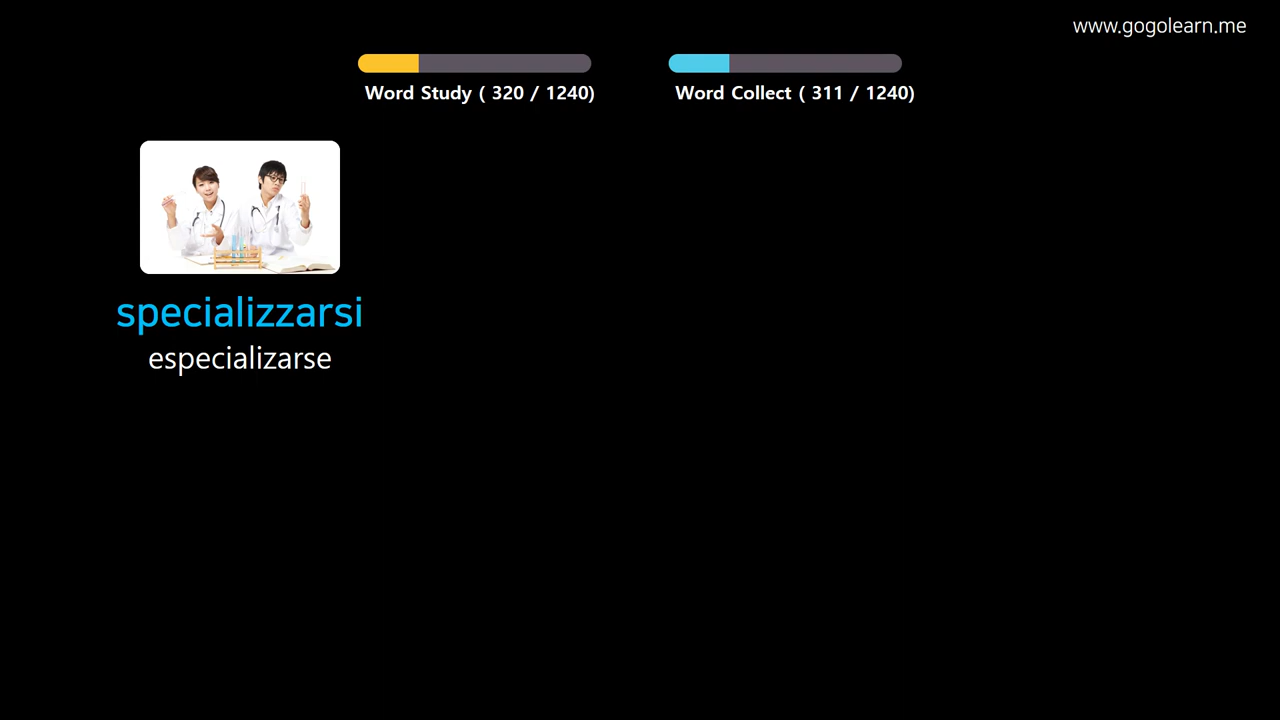 www.gogolearn.me
Word Study ( 320 / 1240)
Word Collect ( 311 / 1240)
specializzarsi
especializarse